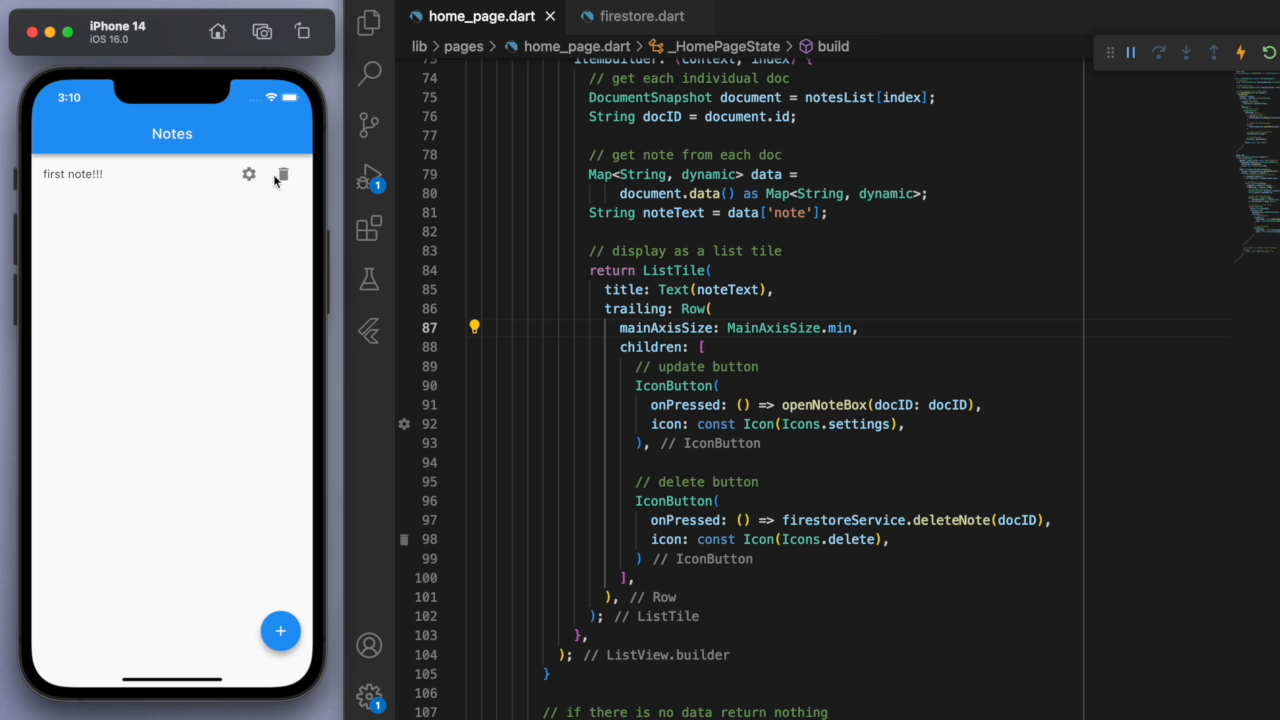 iPhone 14
iOS 16.0
3:10
Notes
first note!!!
+
1
1
home_page.dart
firestore.dart
lib > pages > home_page.dart > _HomePageState > build
73 itemBuilder: (context, index) {
74 // get each individual doc
75 DocumentSnapshot document = notesList[index];
76 String docID = document.id;
77
78 // get note from each doc
79 Map<String, dynamic> data =
80 document.data() as Map<String, dynamic>;
81 String noteText = data['note'];
82
83 // display as a list tile
84 return ListTile(
85 title: Text(noteText),
86 trailing: Row(
87 mainAxisSize: MainAxisSize.min,
88 children: [
89 // update button
90 IconButton(
91 onPressed: () => openNoteBox(docID: docID),
92 icon: const Icon(Icons.settings),
93 ), // IconButton
94
95 // delete button
96 IconButton(
97 onPressed: () => firestoreService.deleteNote(docID),
98 icon: const Icon(Icons.delete),
99 ) // IconButton
100 ],
101 ), // Row
102 ); // ListTile
103 },
104 ); // ListView.builder
105 }
106
107 // if there is no data return nothing